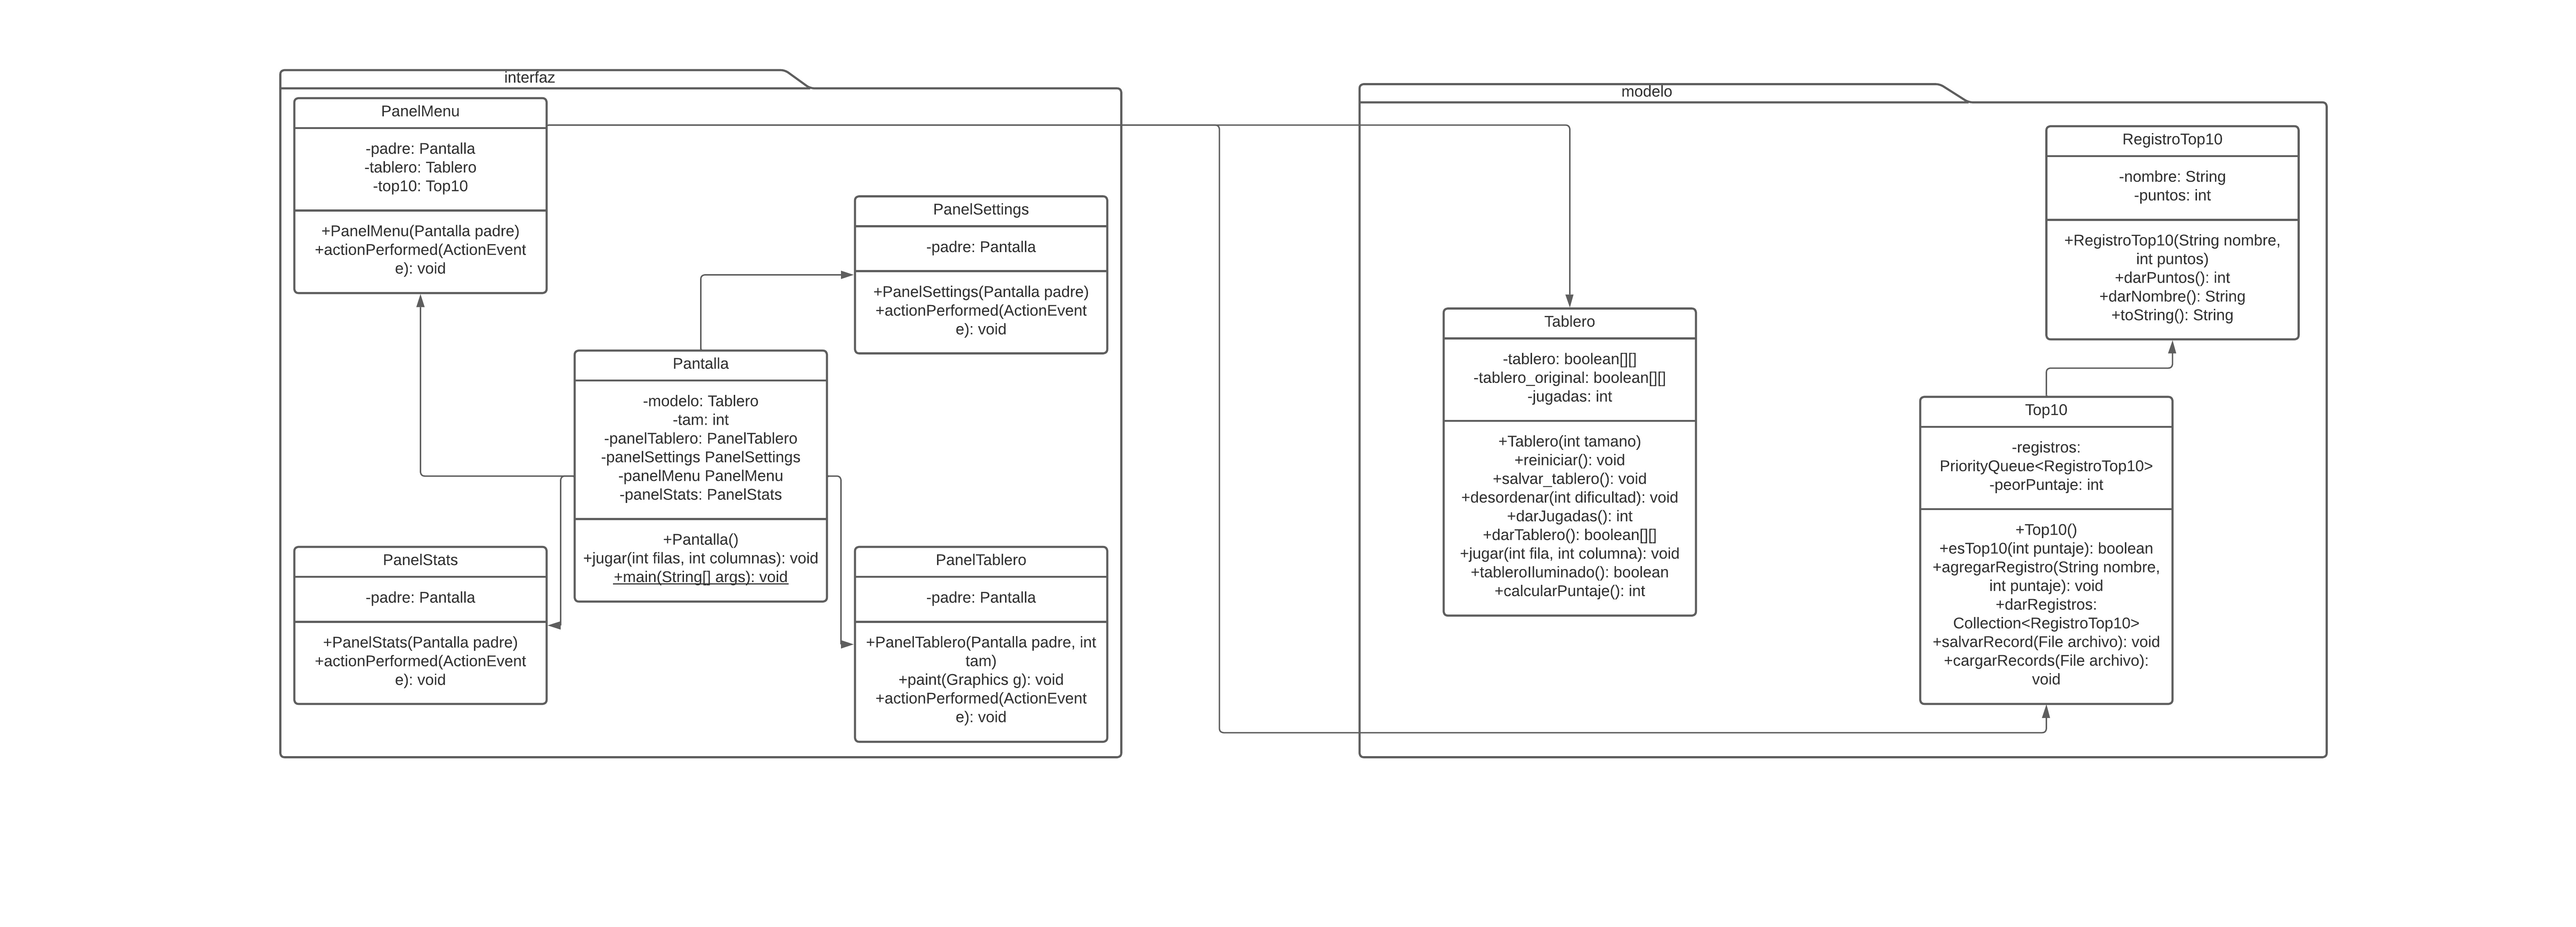 interfaz
PanelMenu
-padre: Pantalla
-tablero: Tablero
-top10: Top10
+PanelMenu(Pantalla padre)
+actionPerformed(ActionEvent
e): void
PanelSettings
-padre: Pantalla
+PanelSettings(Pantalla padre)
+actionPerformed(ActionEvent
e): void
Pantalla
-modelo: Tablero
-tam: int
-panelTablero: PanelTablero
-panelSettings PanelSettings
-panelMenu PanelMenu
-panelStats: PanelStats
+Pantalla()
+jugar(int filas, int columnas): void
+main(String[] args): void
PanelStats
-padre: Pantalla
+PanelStats(Pantalla padre)
+actionPerformed(ActionEvent
e): void
PanelTablero
-padre: Pantalla
+PanelTablero(Pantalla padre, int
tam)
+paint(Graphics g): void
+actionPerformed(ActionEvent
e): void
modelo
Tablero
-tablero: boolean[][]
-tablero_original: boolean[][]
-jugadas: int
+Tablero(int tamano)
+reiniciar(): void
+salvar_tablero(): void
+desordenar(int dificultad): void
+darJugadas(): int
+darTablero(): boolean[][]
+jugar(int fila, int columna): void
+tableroIluminado(): boolean
+calcularPuntaje(): int
RegistroTop10
-nombre: String
-puntos: int
+RegistroTop10(String nombre,
int puntos)
+darPuntos(): int
+darNombre(): String
+toString(): String
Top10
-registros:
PriorityQueue<RegistroTop10>
-peorPuntaje: int
+Top10()
+esTop10(int puntaje): boolean
+agregarRegistro(String nombre,
int puntaje): void
+darRegistros:
Collection<RegistroTop10>
+salvarRecord(File archivo): void
+cargarRecords(File archivo):
void